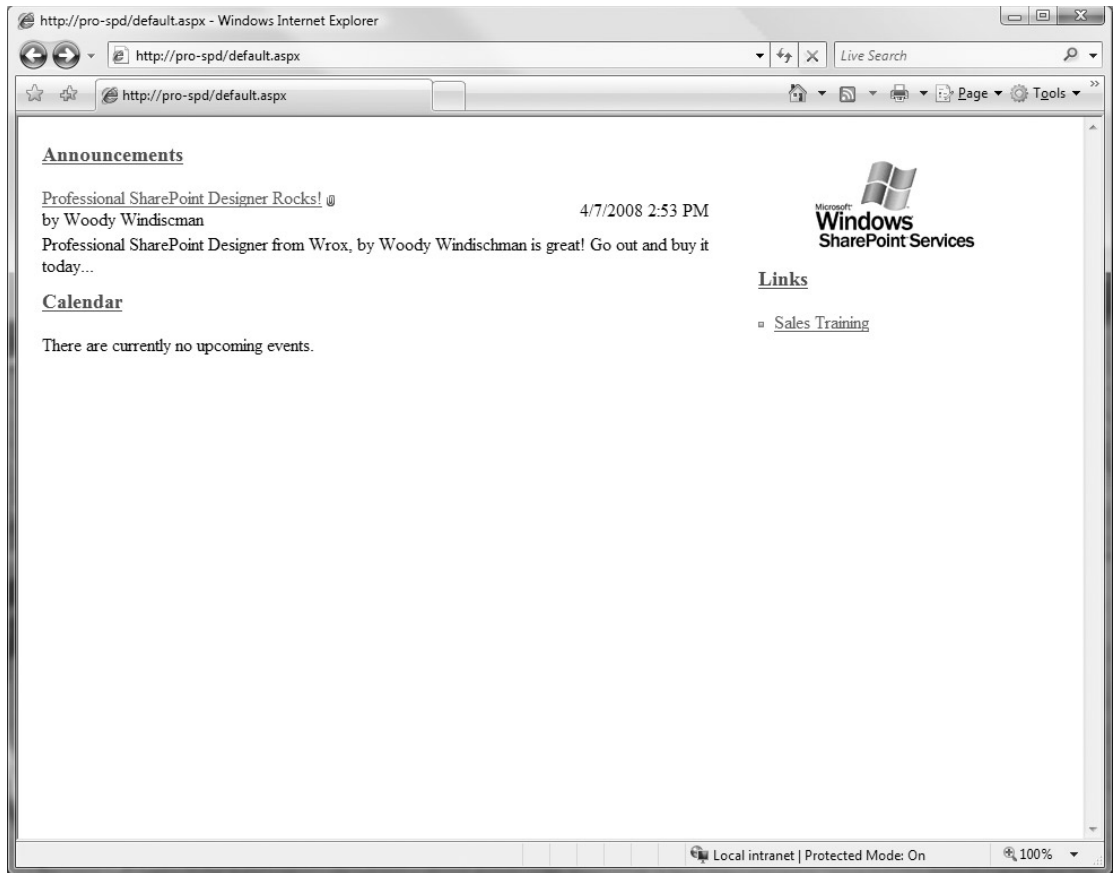 http://pro-spd/default.aspx - Windows Internet Explorer
http://pro-spd/default.aspx
Live Search
http://pro-spd/default.aspx
Page
Tools
Announcements
Professional SharePoint Designer Rocks!
by Woody Windiscman
4/7/2008 2:53 PM
Professional SharePoint Designer from Wrox, by Woody Windischman is great! Go out and buy it
today...
Calendar
There are currently no upcoming events.
Microsoft
Windows
SharePoint Services
Links
Sales Training
Local intranet | Protected Mode: On
100%